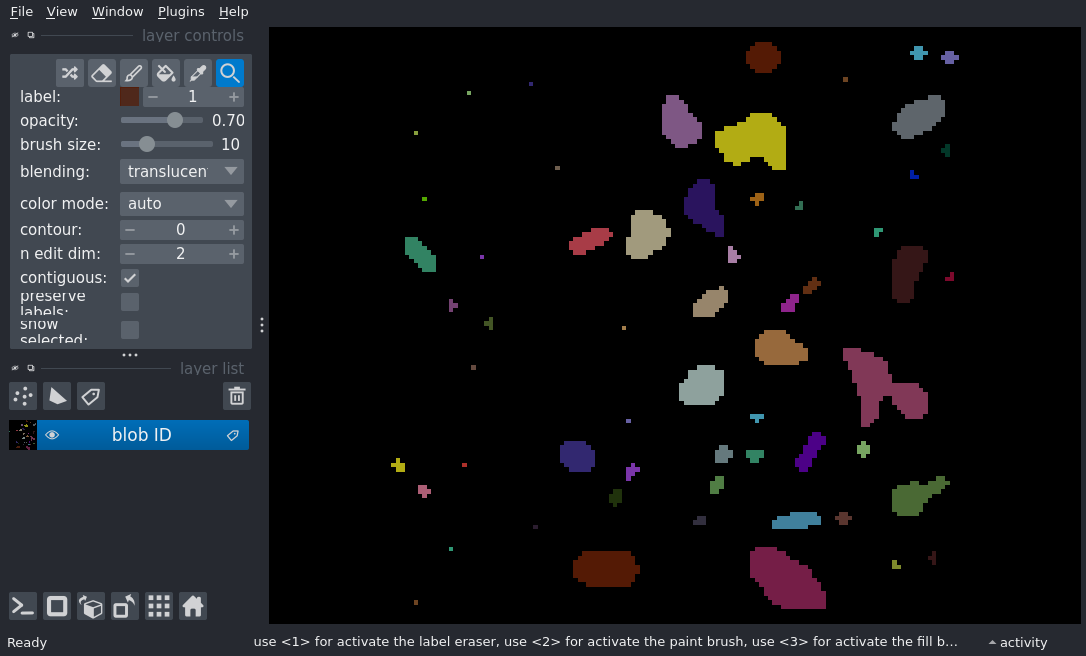 File View Window Plugins Help
layer controls
label: 1
opacity: 0.70
brush size: 10
blending: translucen
color mode: auto
contour: 0
n edit dim: 2
contiguous:
preserve
labels:
show
selected:
layer list
blob ID
Ready use <1> for activate the label eraser, use <2> for activate the paint brush, use <3> for activate the fill b... activity